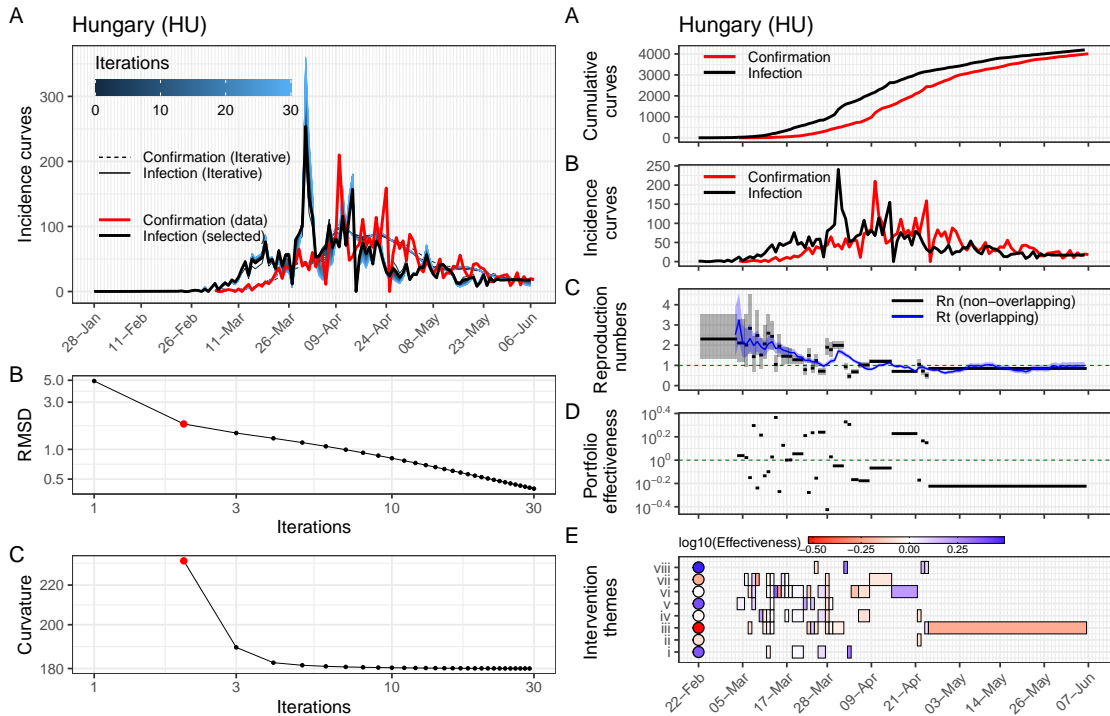 A
Hungary (HU)
Incidence curves
300
200
100
0
Iterations
0
10
20
30
Confirmation (Iterative)
Infection (Iterative)
Confirmation (data)
Infection (selected)
28−Jan
11−Feb
26−Feb
11−Mar
26−Mar
09−Apr
24−Apr
08−May
23−May
06−Jun
B
RMSD
5.0
3.0
1.0
0.5
1
3
10
30
Iterations
C
Curvature
220
200
180
1
3
10
30
Iterations
A
Hungary (HU)
Cumulative
curves
4000
3000
2000
1000
0
Confirmation
Infection
B
Incidence
curves
250
200
150
100
50
0
Confirmation
Infection
C
Reproduction
numbers
4
3
2
1
0
Rn (non−overlapping)
Rt (overlapping)
D
Portfolio
effectiveness
10^0.4
10^0.2
10^0
10^−0.2
10^−0.4
E
log10(Effectiveness)
−0.50
−0.25
0.00
0.25
Intervention
themes
viii
vii
vi
v
iv
iii
ii
i
22−Feb
05−Mar
17−Mar
28−Mar
09−Apr
21−Apr
03−May
14−May
26−May
07−Jun